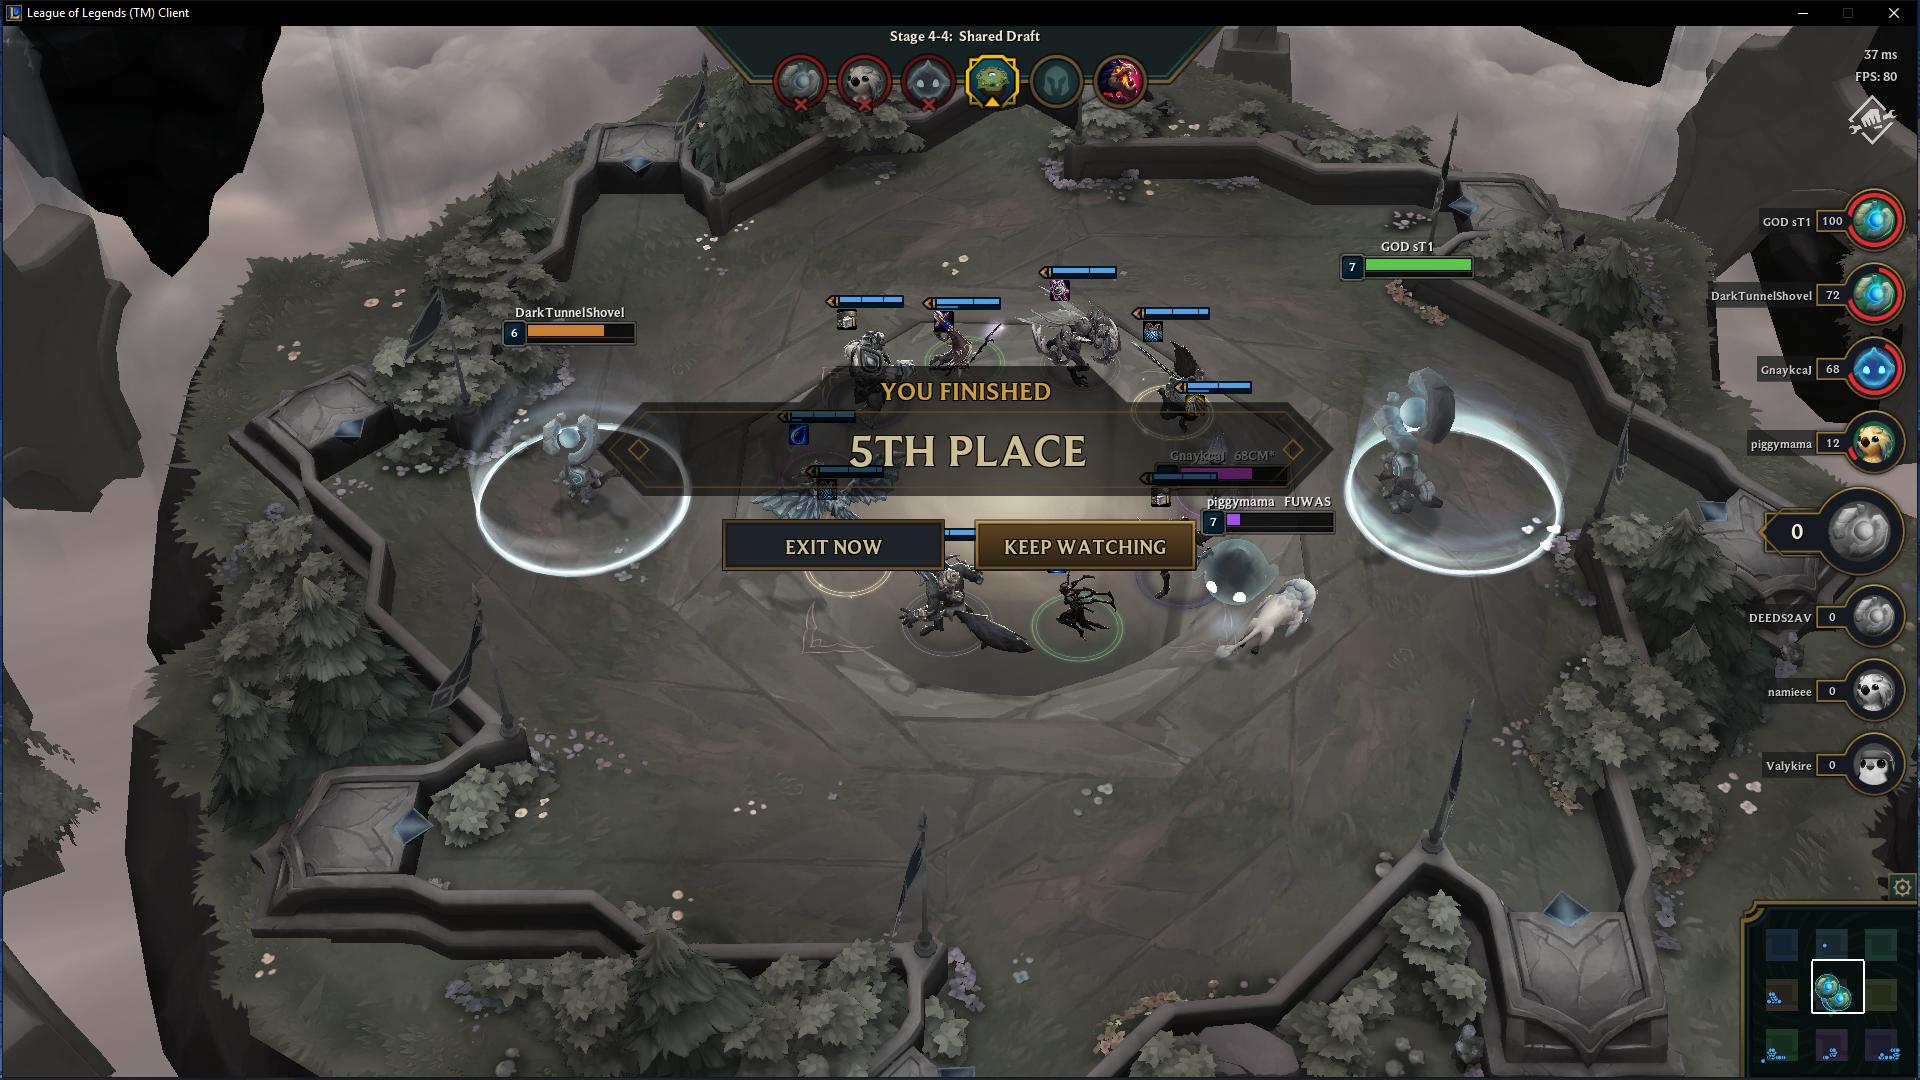 League of Legends (TM) Client
Stage 4-4: Shared Draft
37 ms
FPS: 80
GOD sT1 100
GOD sT1
7
DarkTunnelShovel 72
DarkTunnelShovel
6
GnaykcaJ 68
YOU FINISHED
5TH PLACE
piggymama 12
Gnaykcaj 68CM*
piggymama FUWAS
7
0
EXIT NOW
KEEP WATCHING
DEEDS2AV 0
namieee 0
Valykire 0